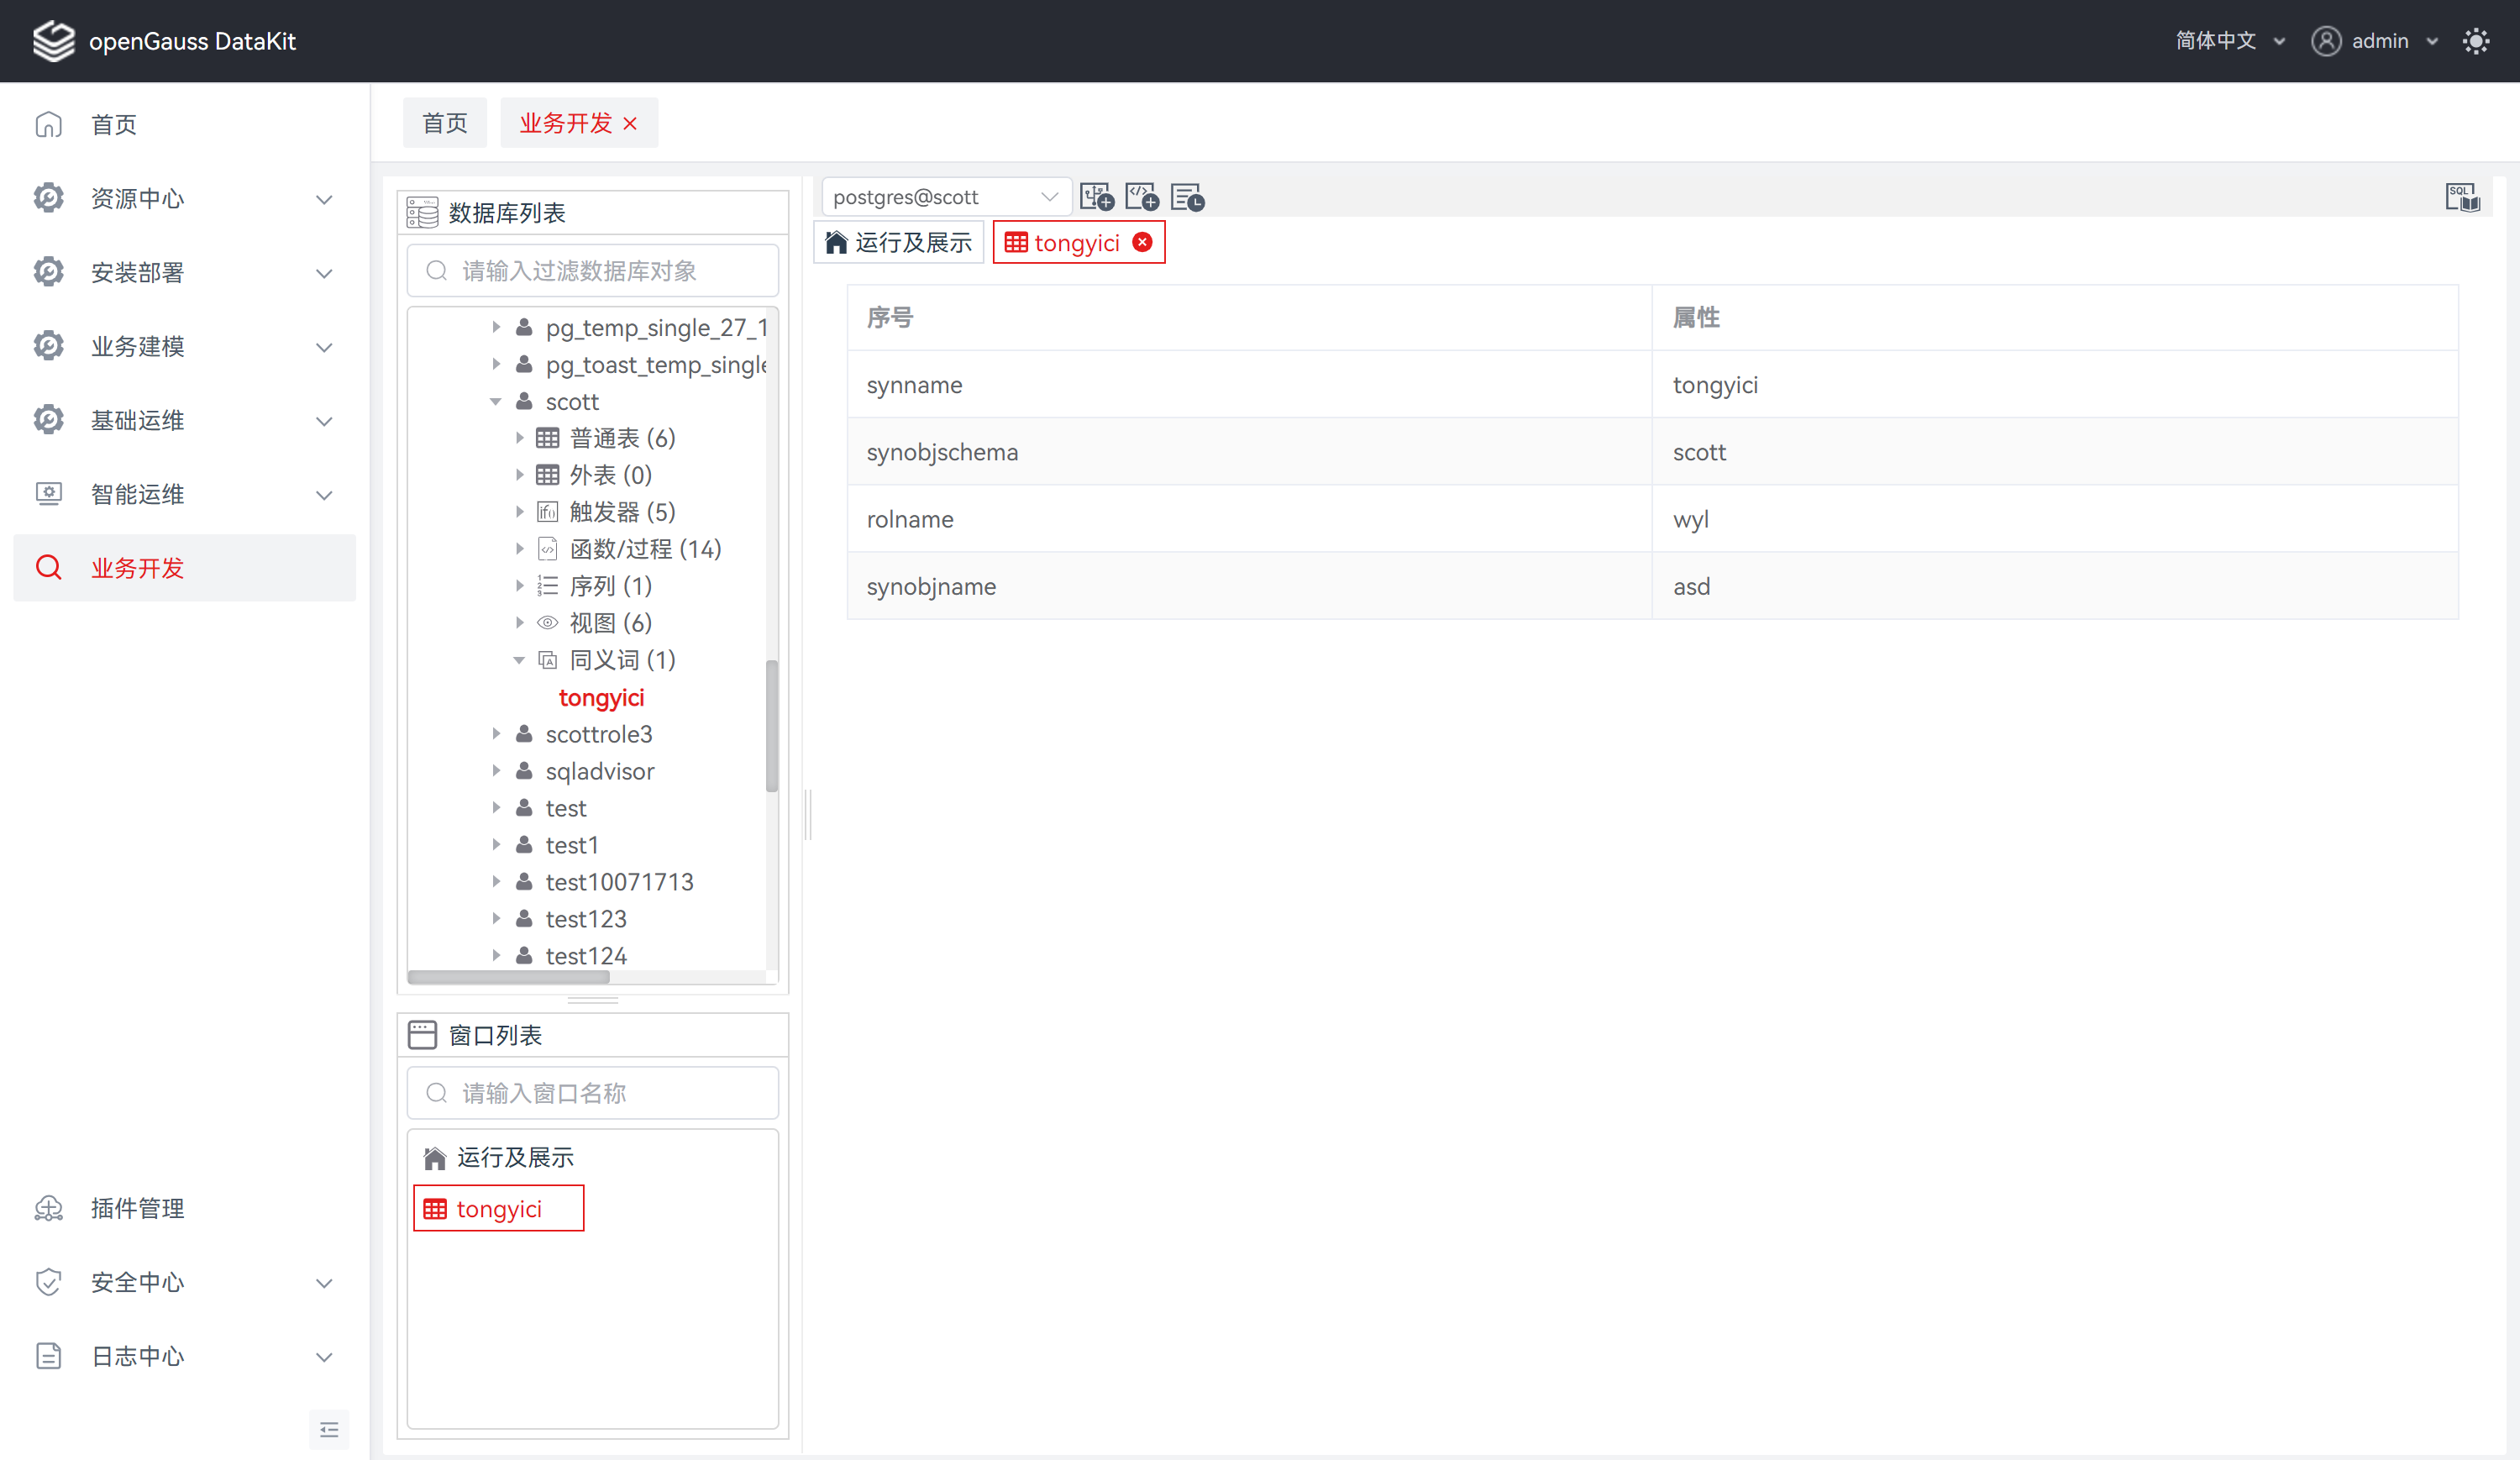 openGauss DataKit
简体中文
admin
首页
资源中心
安装部署
业务建模
基础运维
智能运维
业务开发
插件管理
安全中心
日志中心
首页
业务开发
数据库列表
请输入过滤数据库对象
pg_temp_single_27_1
pg_toast_temp_single
scott
普通表 (6)
外表 (0)
触发器 (5)
函数/过程 (14)
序列 (1)
视图 (6)
同义词 (1)
tongyici
scottrole3
sqladvisor
test
test1
test10071713
test123
test124
窗口列表
请输入窗口名称
运行及展示
tongyici
postgres@scott
SQL
运行及展示
tongyici
序号 属性
synname tongyici
synobjschema scott
rolname wyl
synobjname asd